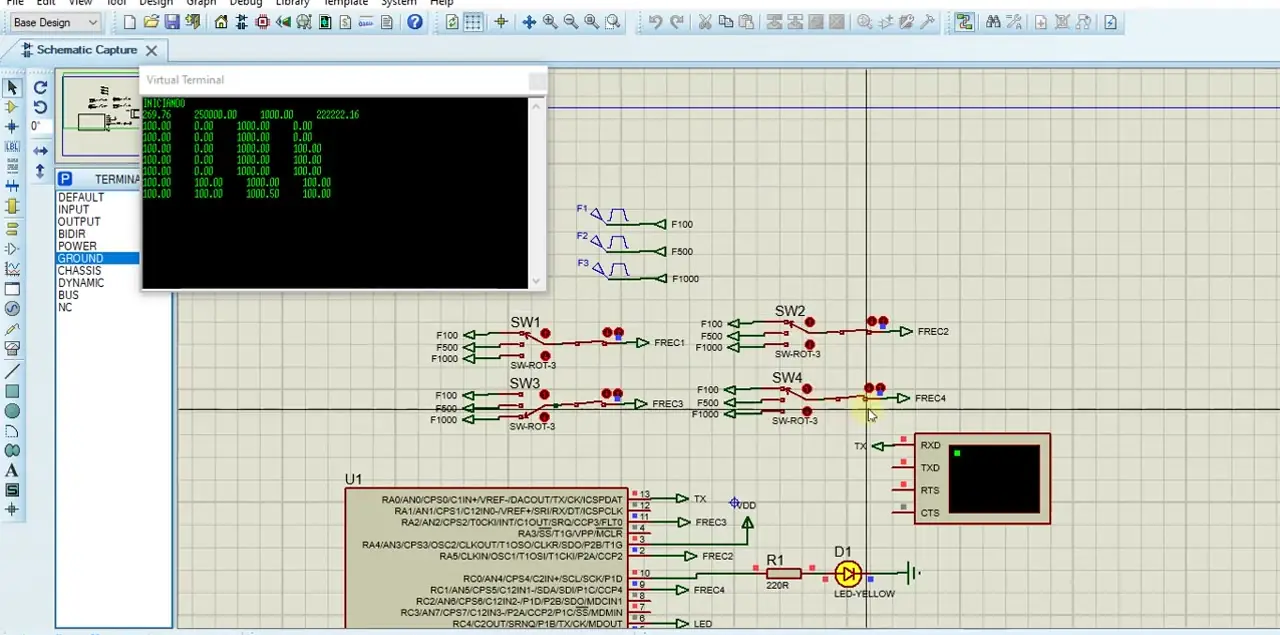 File Edit View Tool Design Graph Debug Library Template System Help
Base Design
Schematic Capture
Virtual Terminal
INICIANDO
269.76 250000.00 1000.00 222222.16
100.00 0.00 1000.00 0.00
100.00 0.00 1000.00 0.00
100.00 0.00 1000.00 100.00
100.00 0.00 1000.00 100.00
100.00 0.00 1000.00 100.00
100.00 100.00 1000.00 100.00
100.00 100.00 1000.50 100.00
0°
LBL
P TERMINA
DEFAULT
INPUT
OUTPUT
BIDIR
POWER
GROUND
CHASSIS
DYNAMIC
BUS
NC
A
S
F1 F100
F2 F500
F3 F1000
SW1
F100
F500
F1000
FREC1
SW-ROT-3
SW2
F100
F500
F1000
FREC2
SW-ROT-3
SW3
F100
F500
F1000
FREC3
SW-ROT-3
SW4
F100
F500
F1000
FREC4
SW-ROT-3
TX RXD
TXD
RTS
CTS
U1
RA0/AN0/CPS0/C1IN+/VREF-/DACOUT/TX/CK/ICSPDAT 13 TX
RA1/AN1/CPS1/C12IN0-/VREF+/SRI/RX/DT/ICSPCLK 12
RA2/AN2/CPS2/T0CKI/INT/C1OUT/SRQ/CCP3/FLT0 11 FREC3
RA3/SS/T1G/VPP/MCLR 4
RA4/AN3/CPS3/OSC2/CLKOUT/T1OSO/CLKR/SDO/P2B/T1G 3
RA5/CLKIN/OSC1/T1OSI/T1CKI/P2A/CCP2 2 FREC2
VDD
RC0/AN4/CPS4/C2IN+/SCL/SCK/P1D 10
RC1/AN5/CPS5/C12IN1-/SDA/SDI/P1C/CCP4 9 FREC4
RC2/AN6/CPS6/C12IN2-/P1D/P2B/SDO/MDCIN1 8
RC3/AN7/CPS7/C12IN3-/P2A/CCP2/P1C/SS/MDMIN 7
RC4/C2OUT/SRNQ/P1B/TX/CK/MDOUT 6 LED
R1
220R
D1
LED-YELLOW